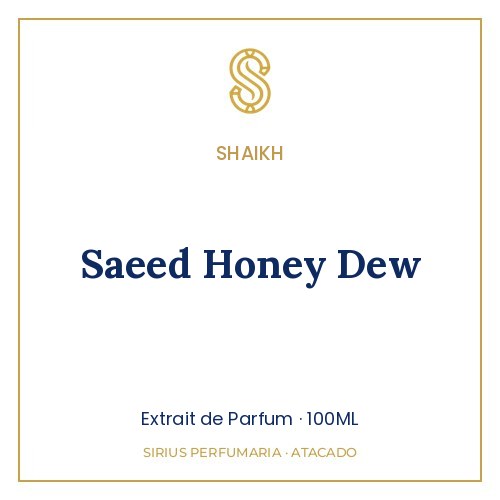 SHAIKH
Saeed Honey Dew
Extrait de Parfum · 100ML
SIRIUS PERFUMARIA · ATACADO